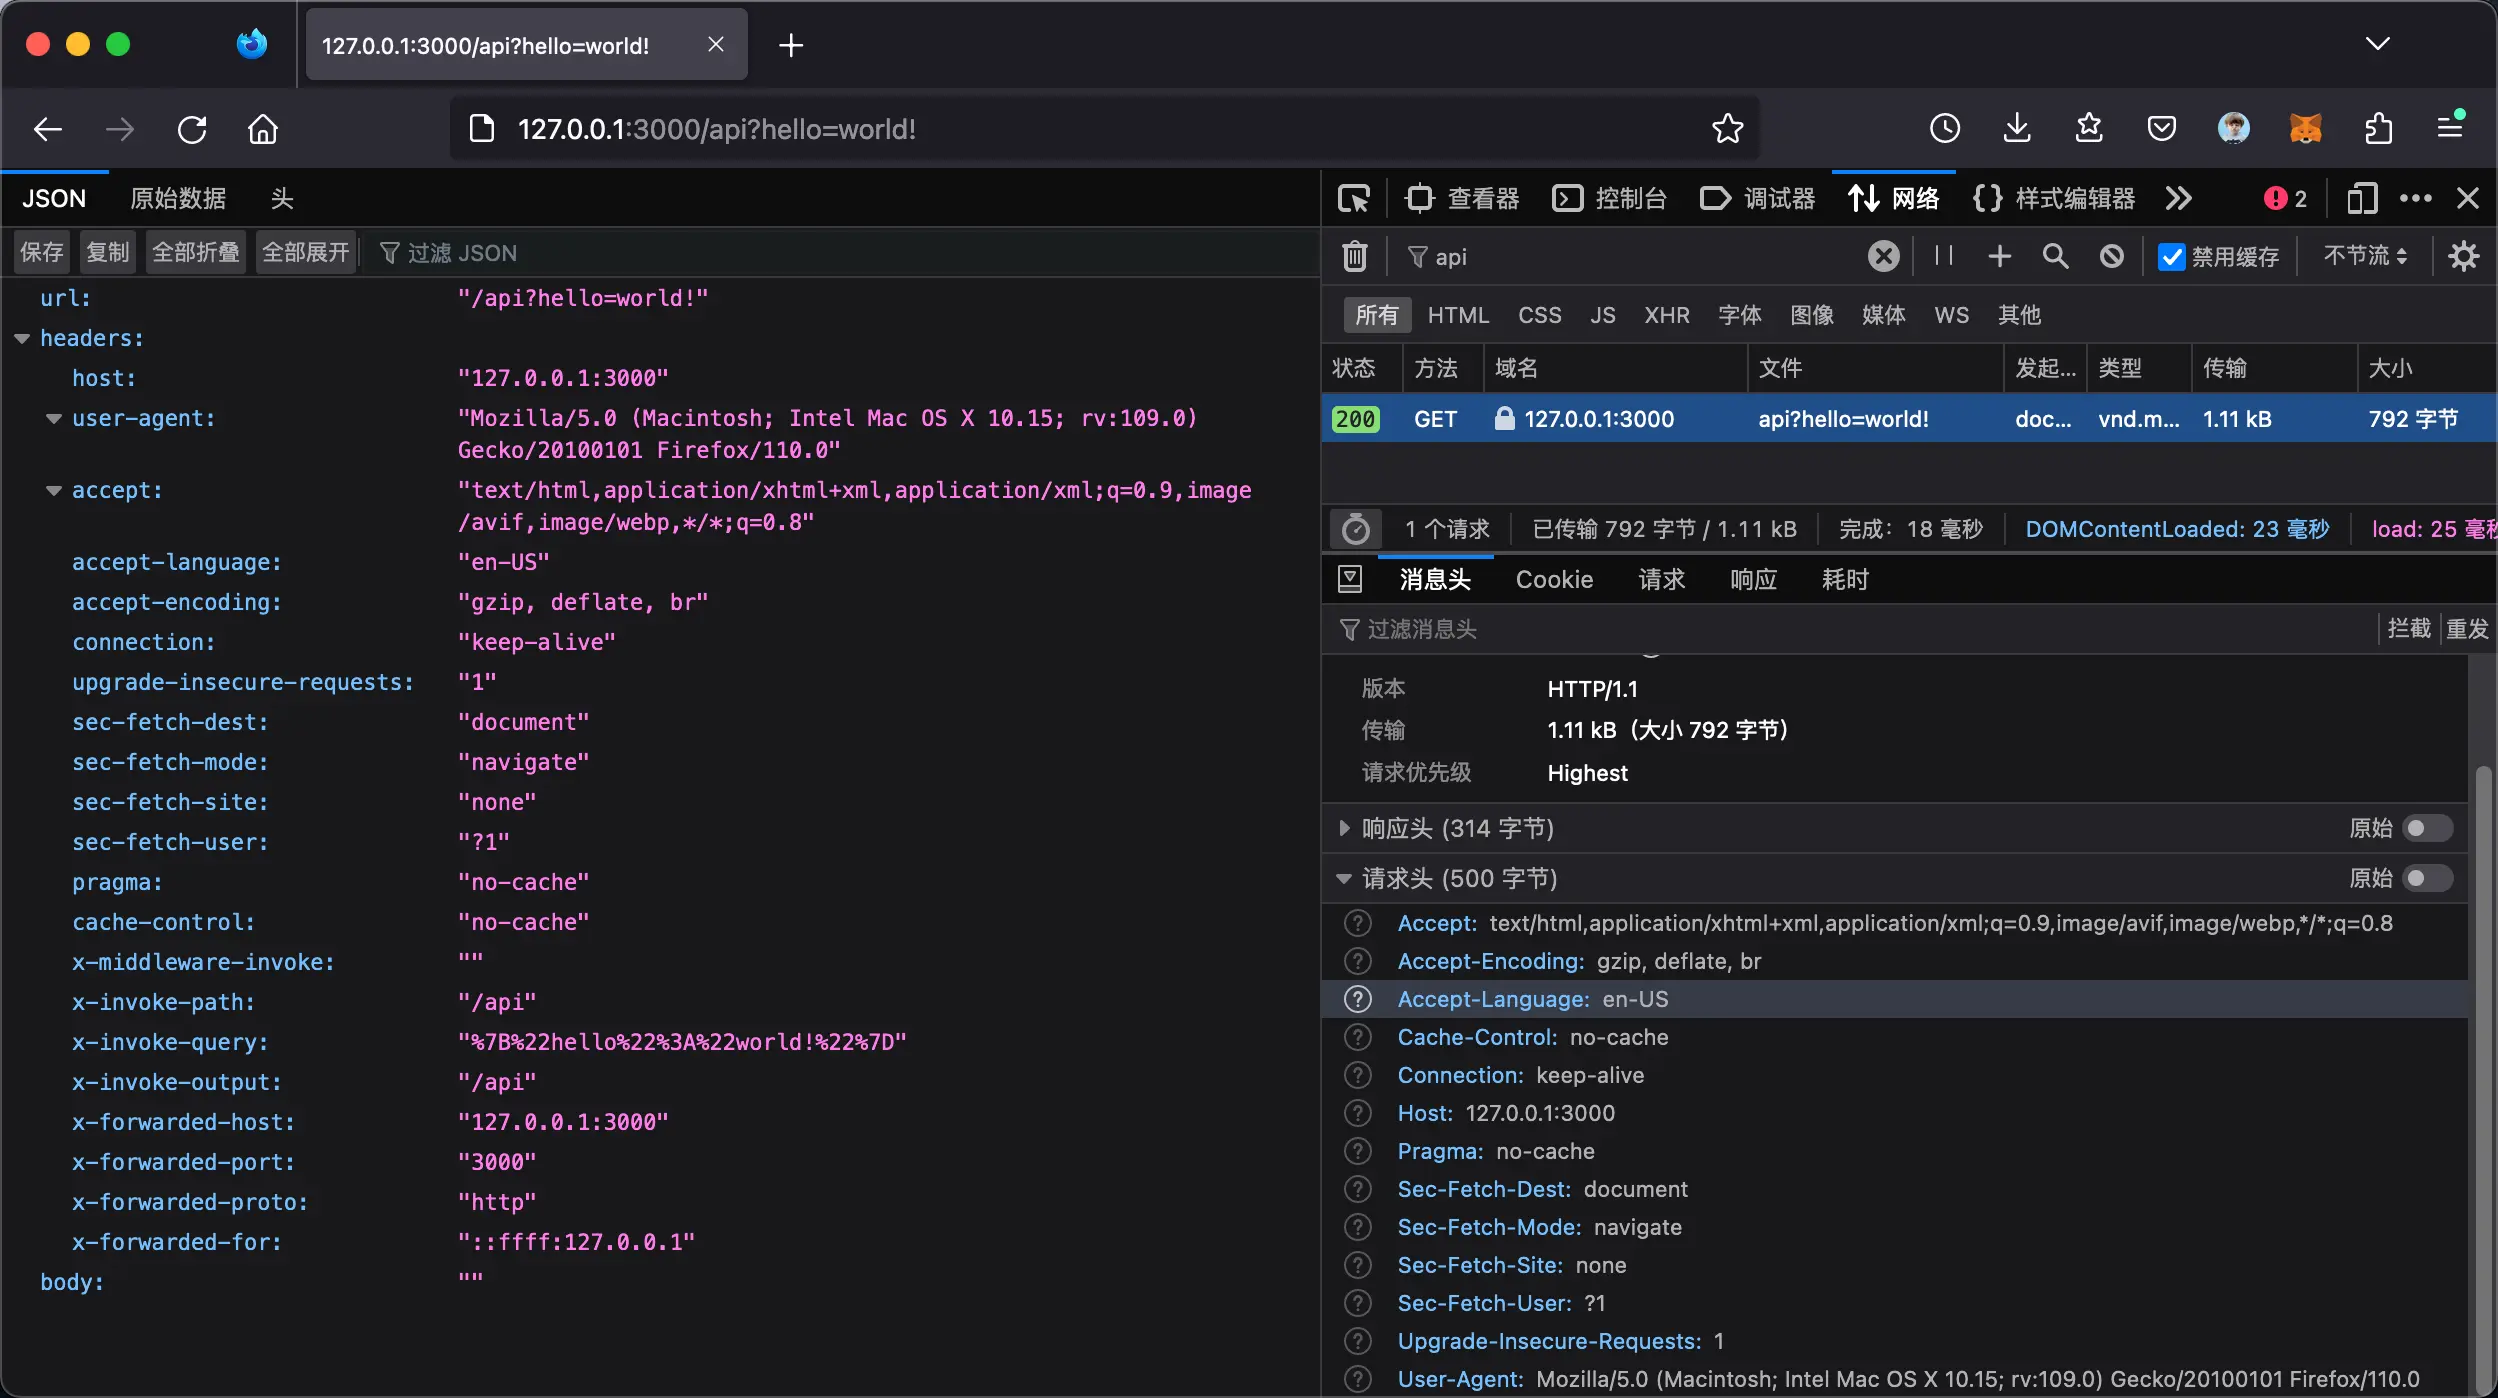 127.0.0.1:3000/api?hello=world!
127.0.0.1:3000/api?hello=world!
JSON 原始数据 头
保存 复制 全部折叠 全部展开 过滤 JSON
url: "/api?hello=world!"
headers:
host: "127.0.0.1:3000"
user-agent: "Mozilla/5.0 (Macintosh; Intel Mac OS X 10.15; rv:109.0)
Gecko/20100101 Firefox/110.0"
accept: "text/html,application/xhtml+xml,application/xml;q=0.9,image
/avif,image/webp,*/*;q=0.8"
accept-language: "en-US"
accept-encoding: "gzip, deflate, br"
connection: "keep-alive"
upgrade-insecure-requests: "1"
sec-fetch-dest: "document"
sec-fetch-mode: "navigate"
sec-fetch-site: "none"
sec-fetch-user: "?1"
pragma: "no-cache"
cache-control: "no-cache"
x-middleware-invoke: ""
x-invoke-path: "/api"
x-invoke-query: "%7B%22hello%22%3A%22world!%22%7D"
x-invoke-output: "/api"
x-forwarded-host: "127.0.0.1:3000"
x-forwarded-port: "3000"
x-forwarded-proto: "http"
x-forwarded-for: "::ffff:127.0.0.1"
body: ""
查看器 控制台 调试器 网络 {} 样式编辑器 2
api 禁用缓存 不节流
所有 HTML CSS JS XHR 字体 图像 媒体 WS 其他
状态 方法 域名 文件 发起... 类型 传输 大小
200 GET 127.0.0.1:3000 api?hello=world! doc... vnd.m... 1.11 kB 792 字节
1 个请求 已传输 792 字节 / 1.11 kB 完成：18 毫秒 DOMContentLoaded: 23 毫秒 load: 25 毫秒
消息头 Cookie 请求 响应 耗时
过滤消息头 拦截 重发
版本 HTTP/1.1
传输 1.11 kB（大小 792 字节）
请求优先级 Highest
响应头 (314 字节) 原始
请求头 (500 字节) 原始
Accept: text/html,application/xhtml+xml,application/xml;q=0.9,image/avif,image/webp,*/*;q=0.8
Accept-Encoding: gzip, deflate, br
Accept-Language: en-US
Cache-Control: no-cache
Connection: keep-alive
Host: 127.0.0.1:3000
Pragma: no-cache
Sec-Fetch-Dest: document
Sec-Fetch-Mode: navigate
Sec-Fetch-Site: none
Sec-Fetch-User: ?1
Upgrade-Insecure-Requests: 1
User-Agent: Mozilla/5.0 (Macintosh; Intel Mac OS X 10.15; rv:109.0) Gecko/20100101 Firefox/110.0